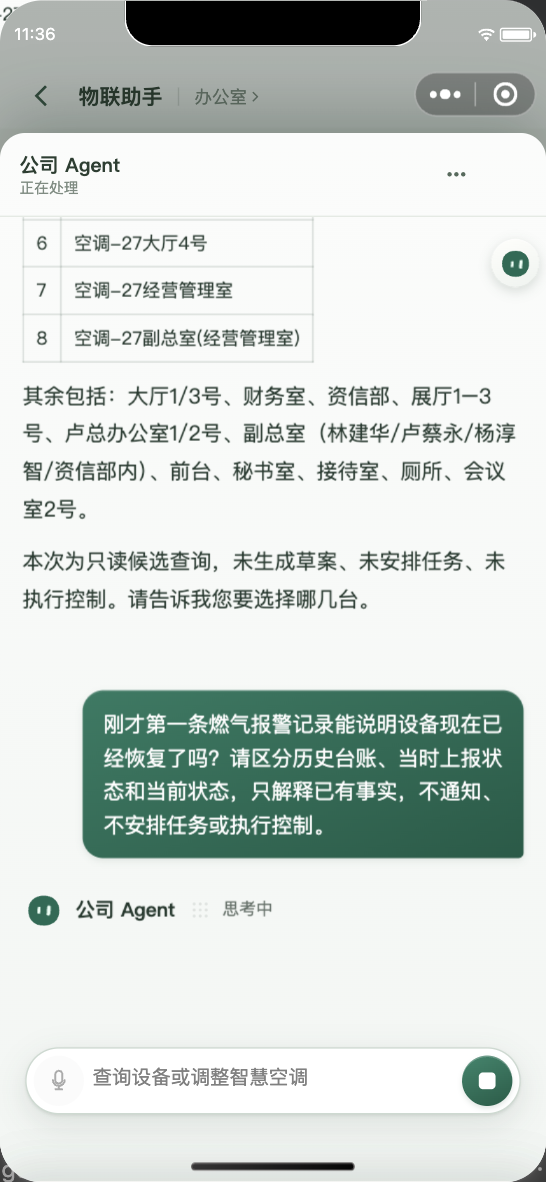 11:36
物联助手
办公室 >
公司 Agent
正在处理
6 空调-27大厅4号
7 空调-27经营管理室
8 空调-27副总室(经营管理室)
其余包括：大厅1/3号、财务室、资信部、展厅1—3
号、卢总办公室1/2号、副总室（林建华/卢蔡永/杨淳
智/资信部内）、前台、秘书室、接待室、厕所、会议
室2号。
本次为只读候选查询，未生成草案、未安排任务、未
执行控制。请告诉我您要选择哪几台。
刚才第一条燃气报警记录能说明设备现在已
经恢复了吗？请区分历史台账、当时上报状
态和当前状态，只解释已有事实，不通知、
不安排任务或执行控制。
公司 Agent 思考中
查询设备或调整智慧空调